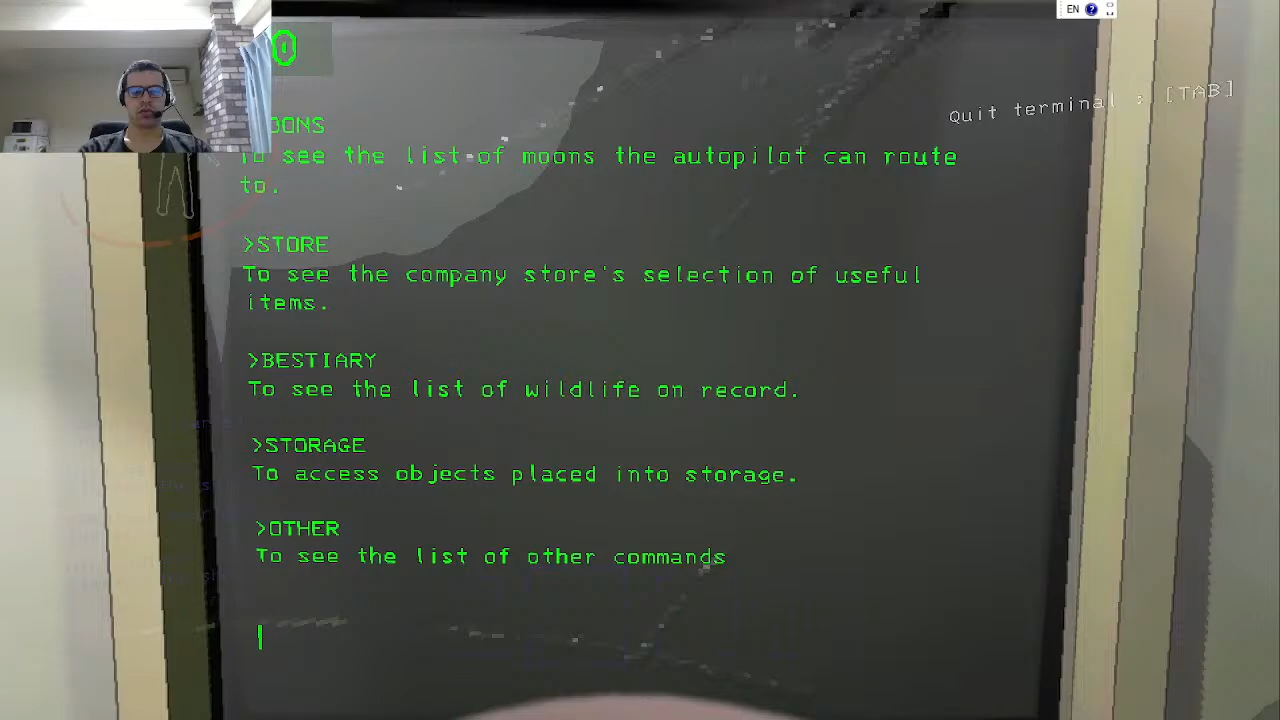 EN
Quit terminal : [TAB]
OONS
To see the list of moons the autopilot can route
to.
>STORE
To see the company store's selection of useful
items.
>BESTIARY
To see the list of wildlife on record.
>STORAGE
To access objects placed into storage.
>OTHER
To see the list of other commands